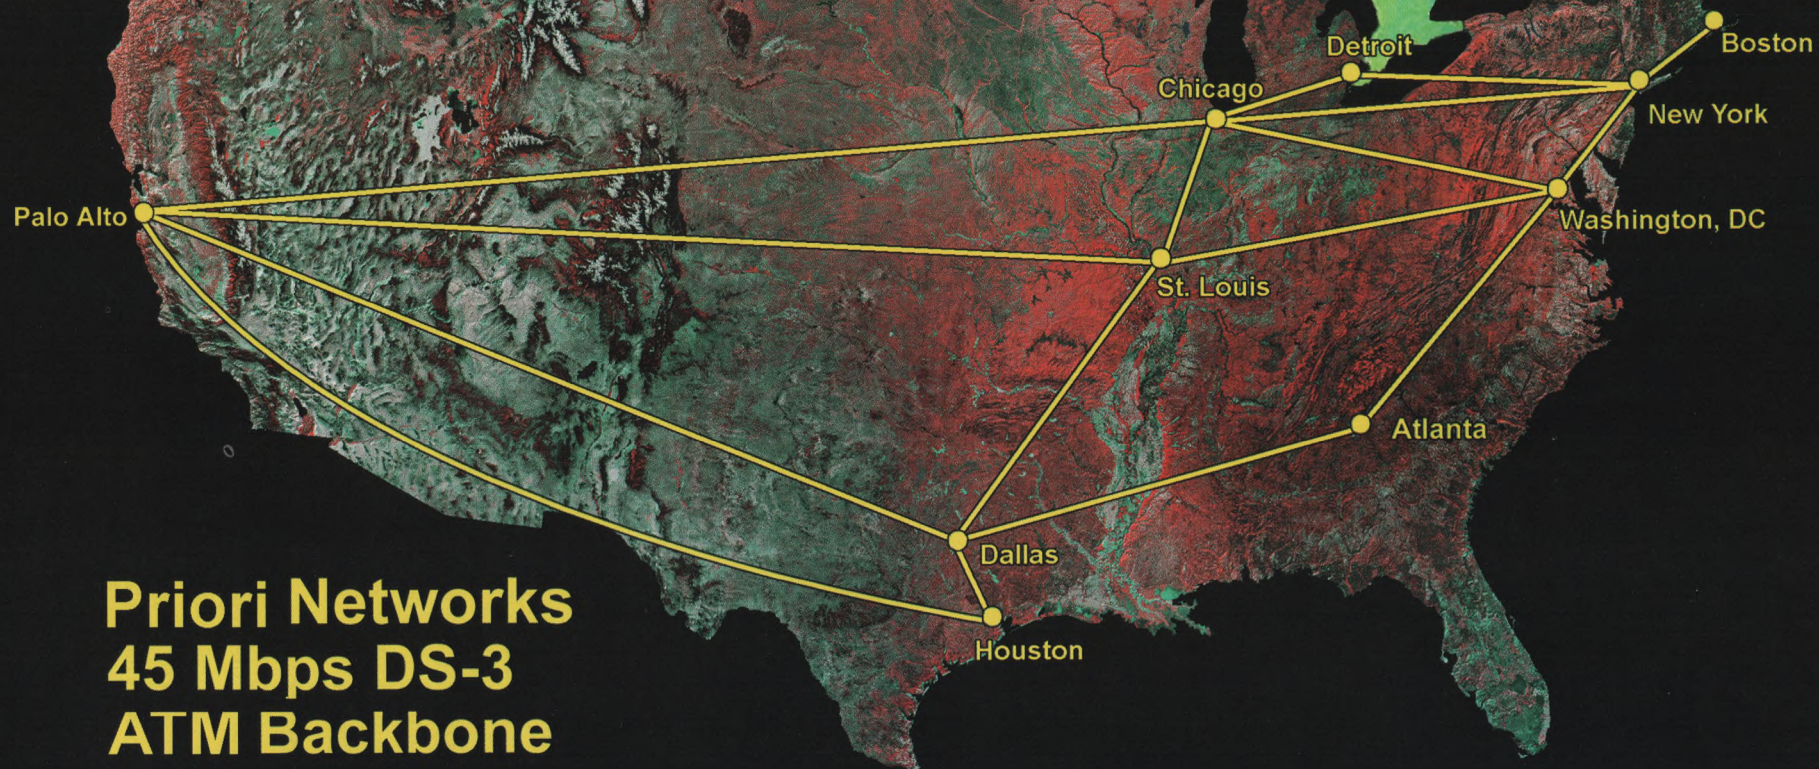 Boston
Detroit
Chicago
New York
Palo Alto
Washington, DC
St. Louis
Atlanta
Dallas
Houston
Priori Networks
45 Mbps DS-3
ATM Backbone